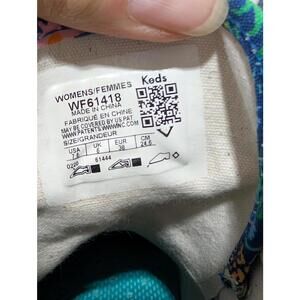 WOMENS/FEMMES
Keds
WF61418
MADE IN CHINA
FABRIQUÉ EN CHINE
MAY BE COVERED BY US PAT
WWW.PATENTS.WWWINC.COM
SIZE/GRANDEUR
USA UK EUR CM
7.5 5 38 24.5
61444